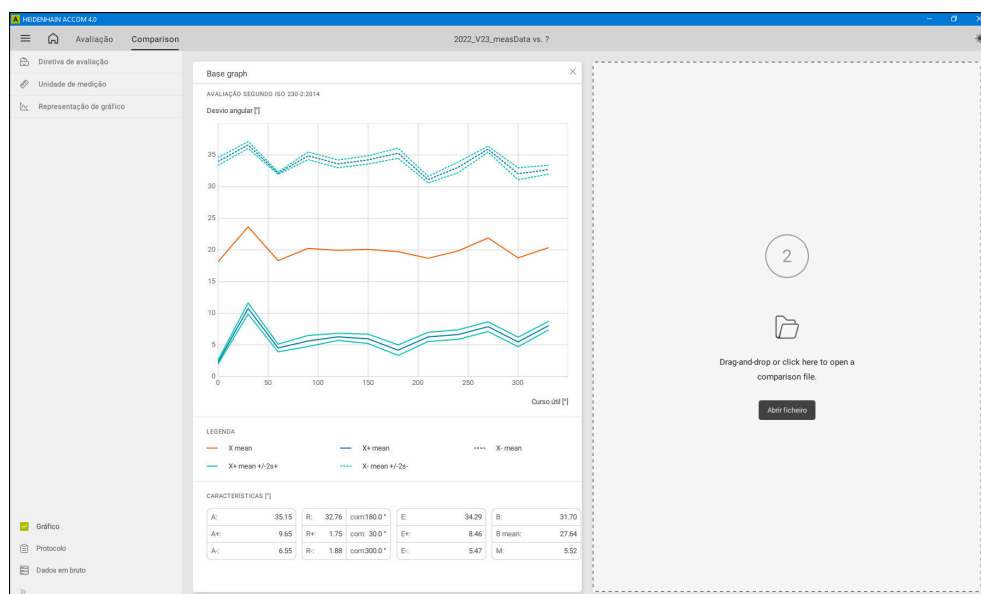 HEIDENHAIN ACCOM 4.0
Avaliação Comparison 2022_V23_measData vs. ?
Diretiva de avaliação
Unidade de medição
Representação de gráfico
Gráfico
Protocolo
Dados em bruto
Base graph
AVALIAÇÃO SEGUNDO ISO 230-2:2014
Desvio angular ["]
35
30
25
20
15
10
5
0
0 50 100 150 200 250 300
Curso útil [°]
LEGENDA
X mean X+ mean X- mean
X+ mean +/-2s+ X- mean +/-2s-
CARACTERÍSTICAS ["]
A: 35.15 R: 32.76 com:180.0 ° E: 34.29 B: 31.70
A+: 9.65 R+: 1.75 com: 30.0 ° E+: 8.46 B mean: 27.64
A-: 6.55 R-: 1.88 com:300.0 ° E-: 5.47 M: 5.52
2
Drag-and-drop or click here to open a
comparison file.
Abrir ficheiro